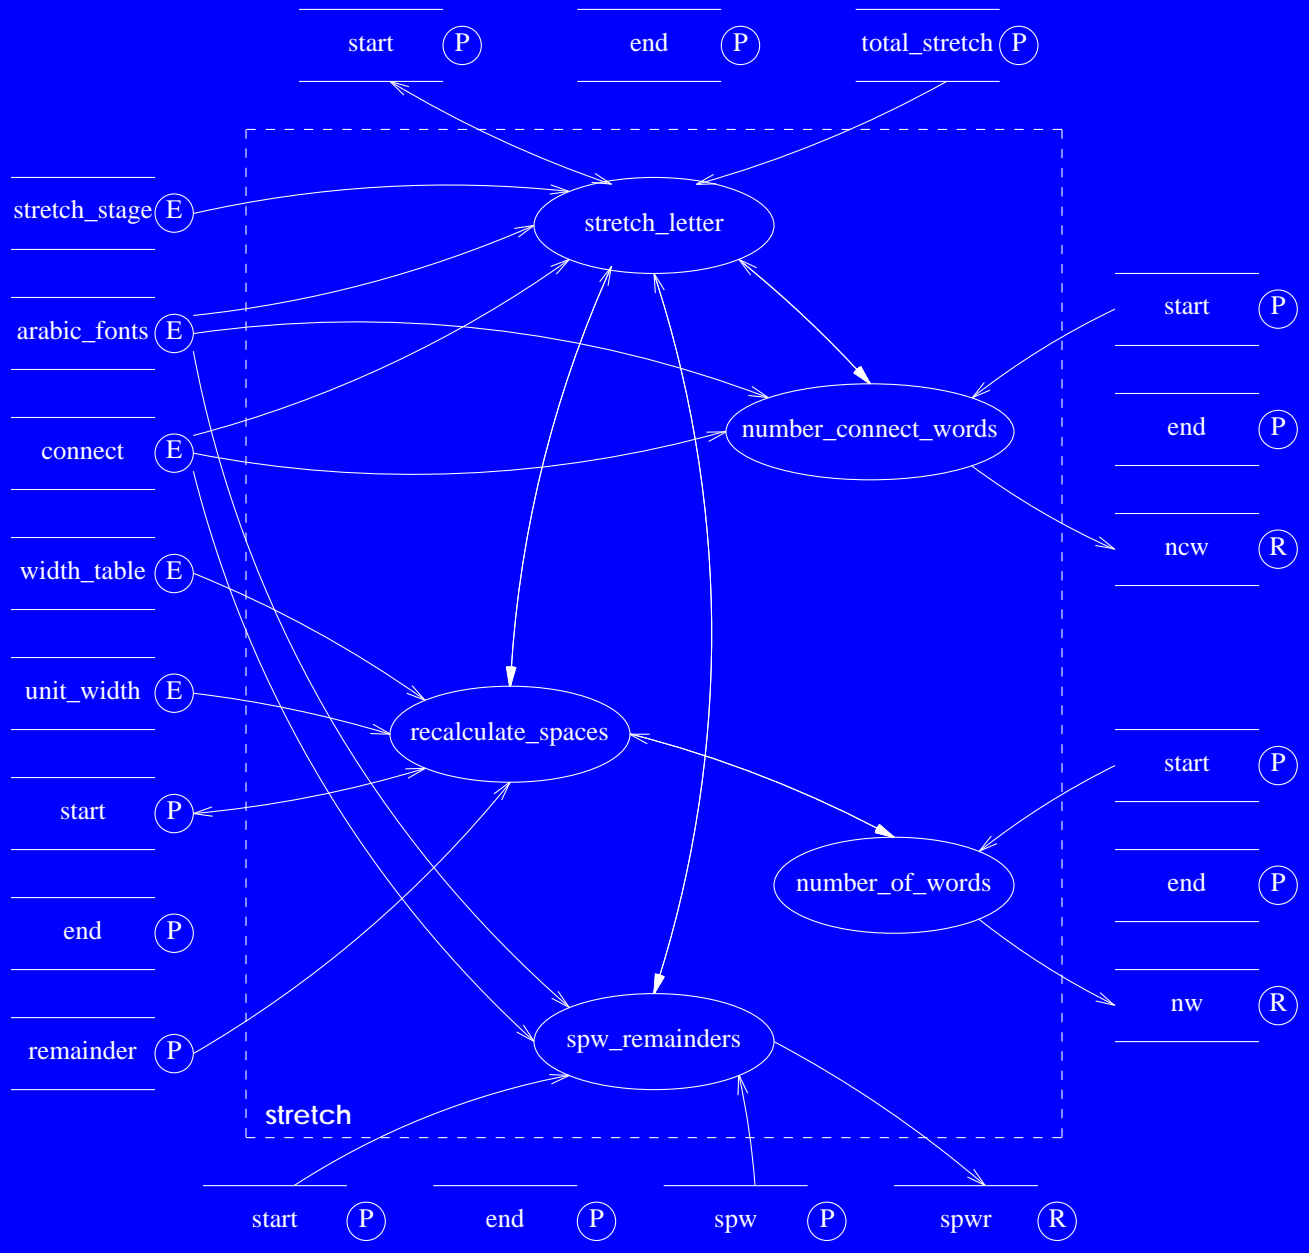 start P end P total_stretch P
stretch_stage E
stretch_letter
arabic_fonts E
start P
connect E
number_connect_words
end P
width_table E
ncw R
unit_width E
recalculate_spaces
start P
start P
number_of_words
end P
end P
remainder P
spw_remainders
nw R
stretch
start P end P spw P spwr R